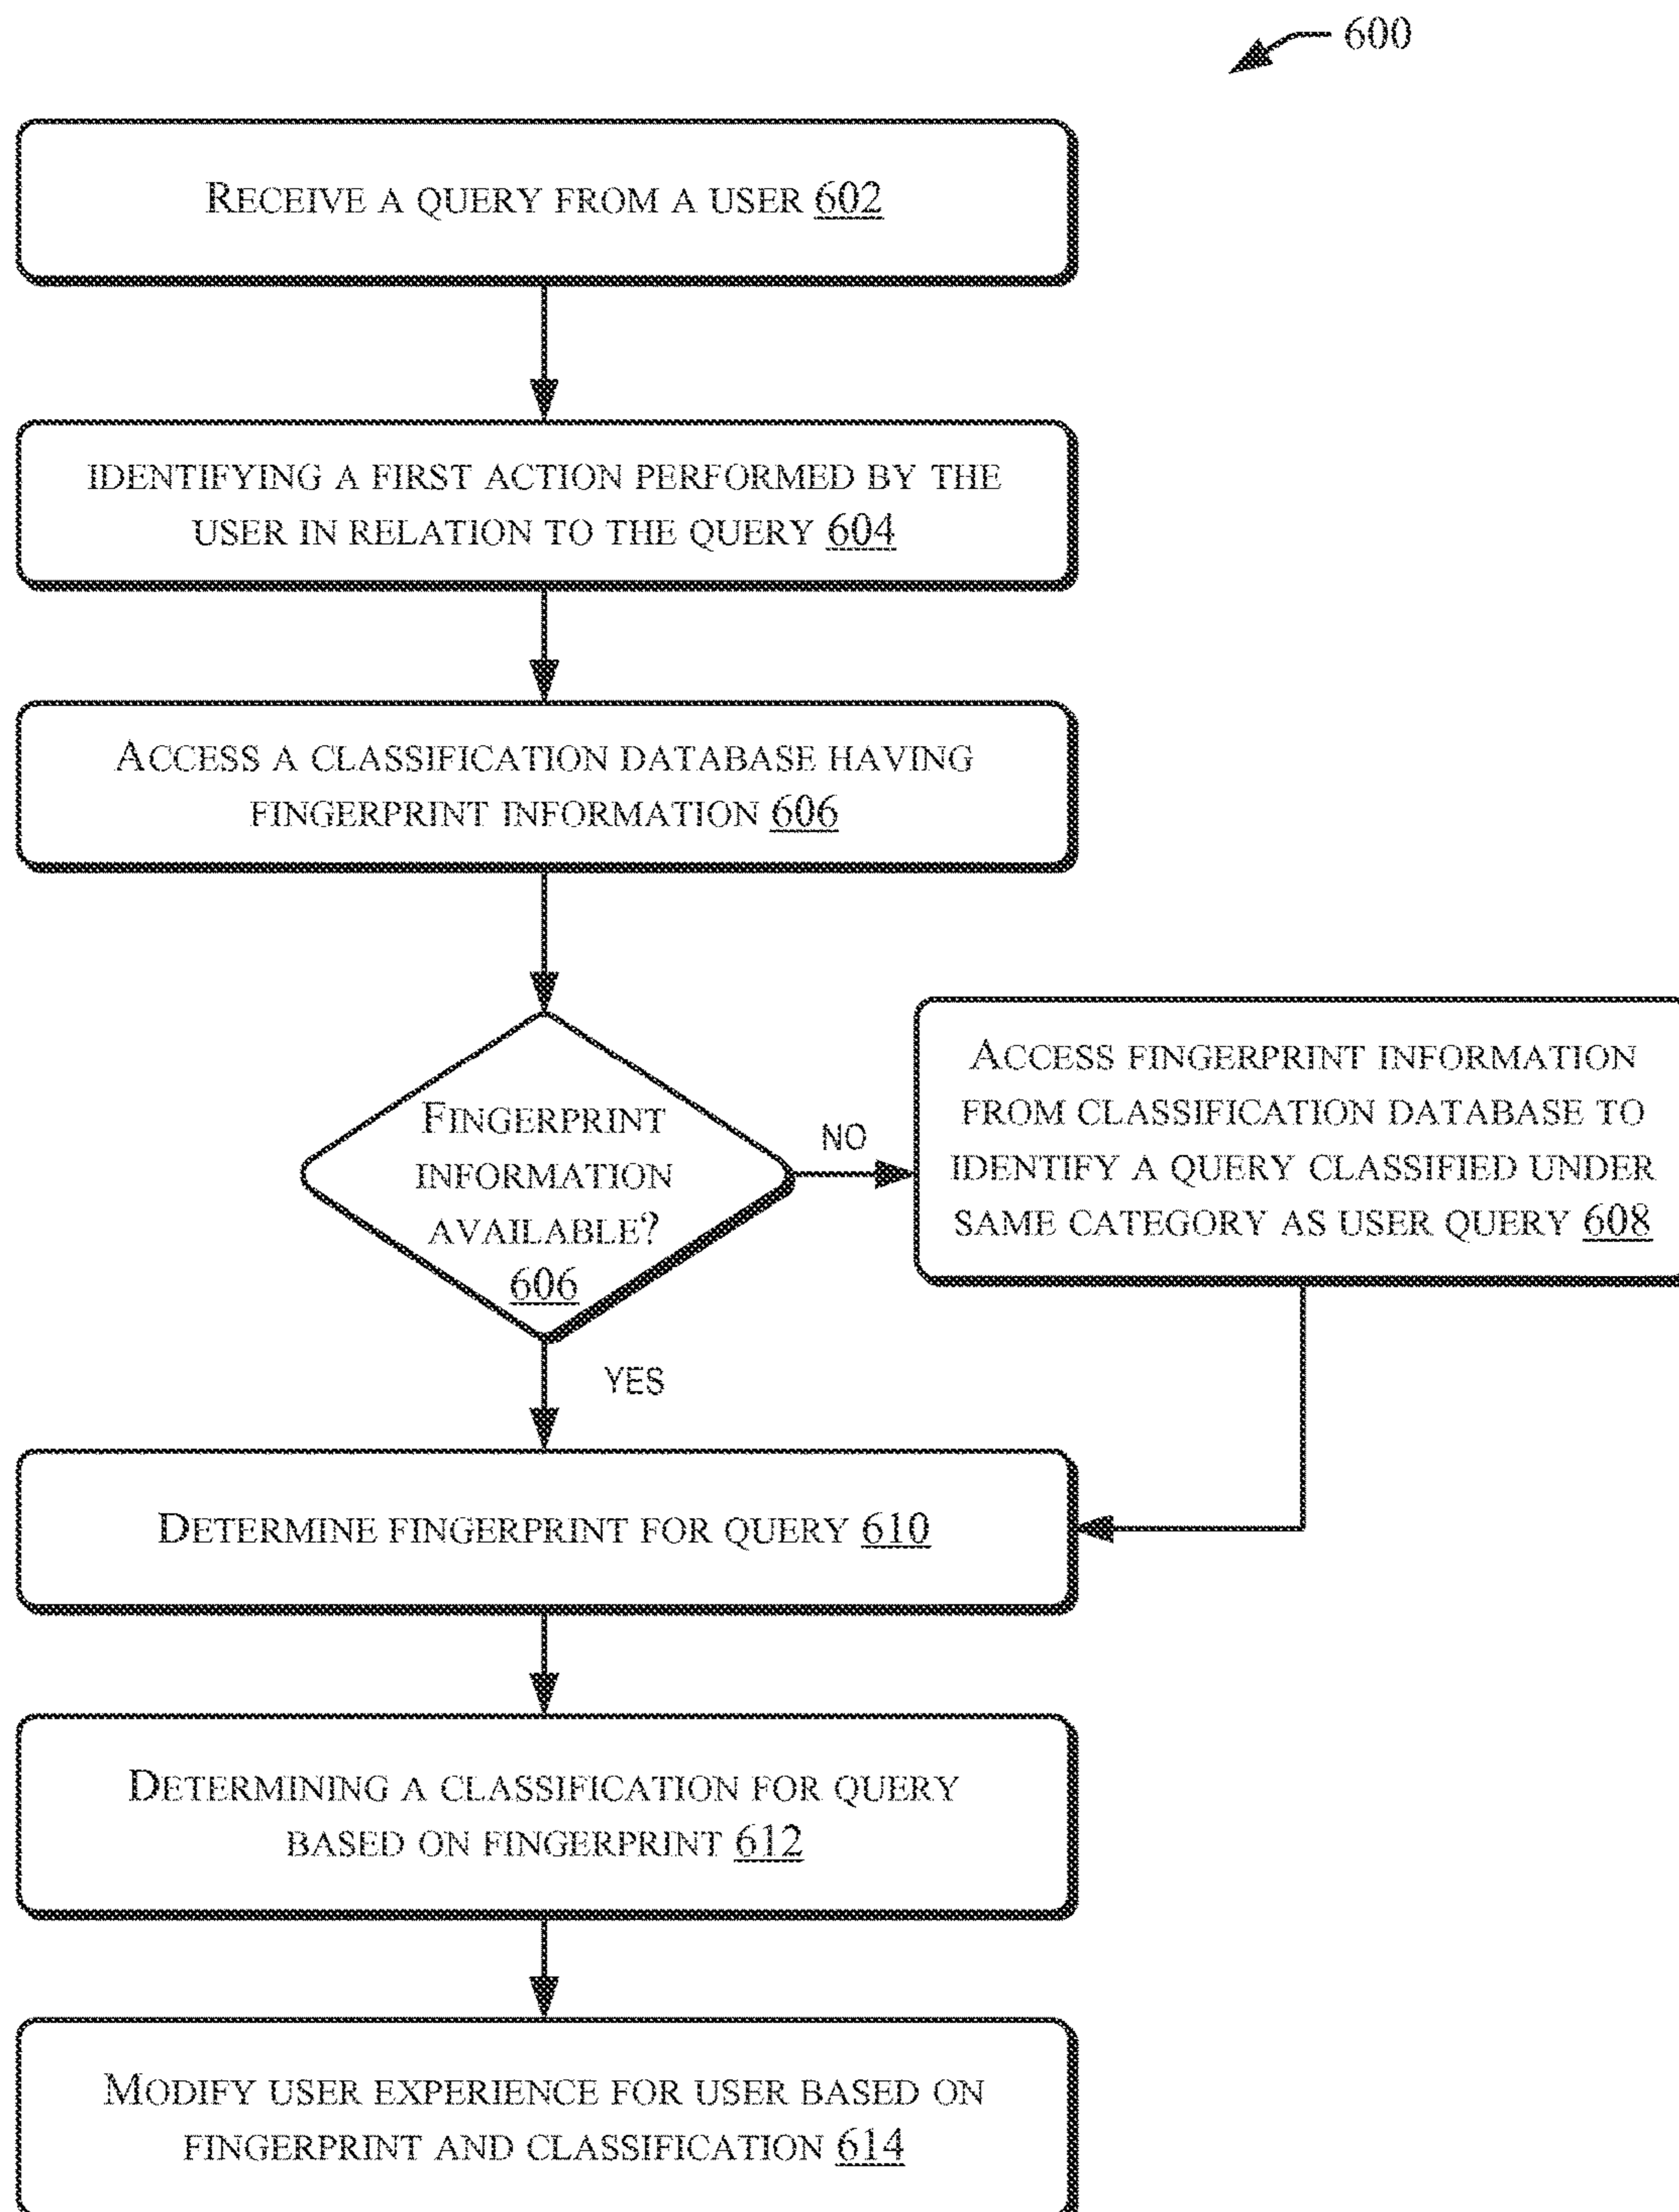 600
RECEIVE A QUERY FROM A USER 602
IDENTIFYING A FIRST ACTION PERFORMED BY THE
USER IN RELATION TO THE QUERY 604
ACCESS A CLASSIFICATION DATABASE HAVING
FINGERPRINT INFORMATION 606
FINGERPRINT
INFORMATION
AVAILABLE?
606
NO
ACCESS FINGERPRINT INFORMATION
FROM CLASSIFICATION DATABASE TO
IDENTIFY A QUERY CLASSIFIED UNDER
SAME CATEGORY AS USER QUERY 608
YES
DETERMINE FINGERPRINT FOR QUERY 610
DETERMINING A CLASSIFICATION FOR QUERY
BASED ON FINGERPRINT 612
MODIFY USER EXPERIENCE FOR USER BASED ON
FINGERPRINT AND CLASSIFICATION 614